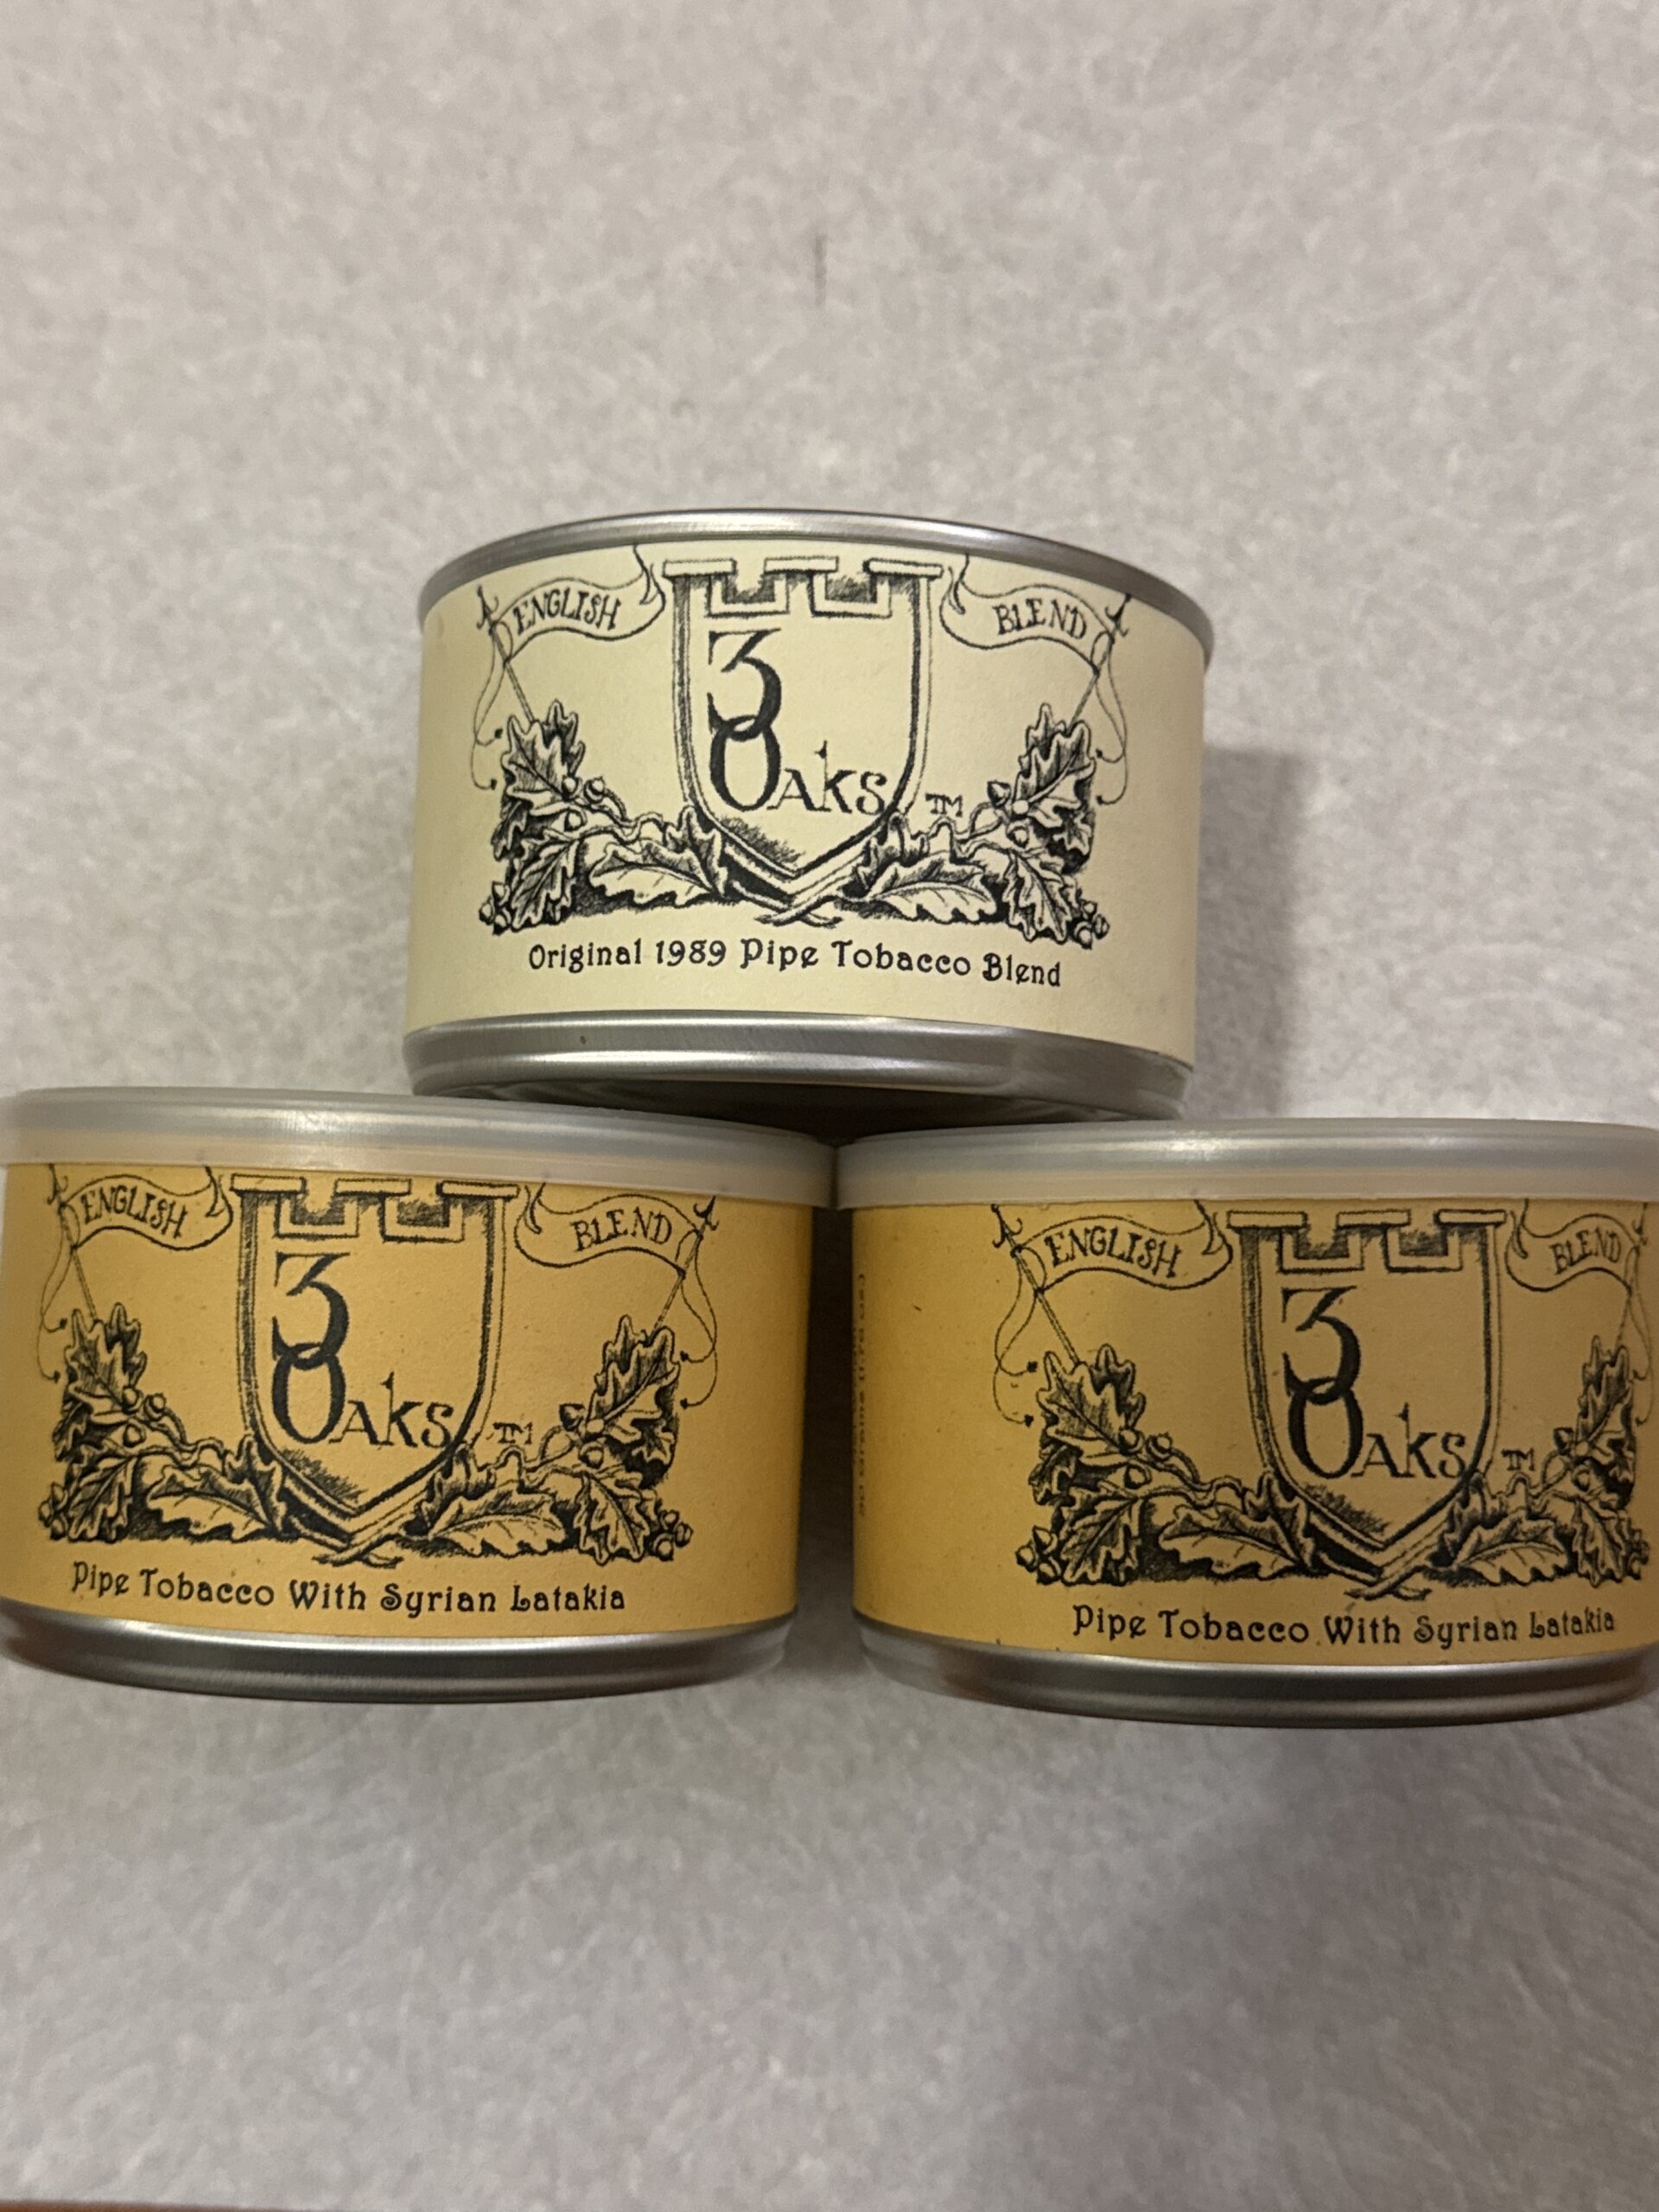 ENGLISH
BLEND
3
OAKS
TM
Original 1989 Pipe Tobacco Blend
ENGLISH
BLEND
3
OAKS
TM
Pipe Tobacco With Syrian Latakia
ENGLISH
BLEND
3
OAKS
TM
Pipe Tobacco With Syrian Latakia